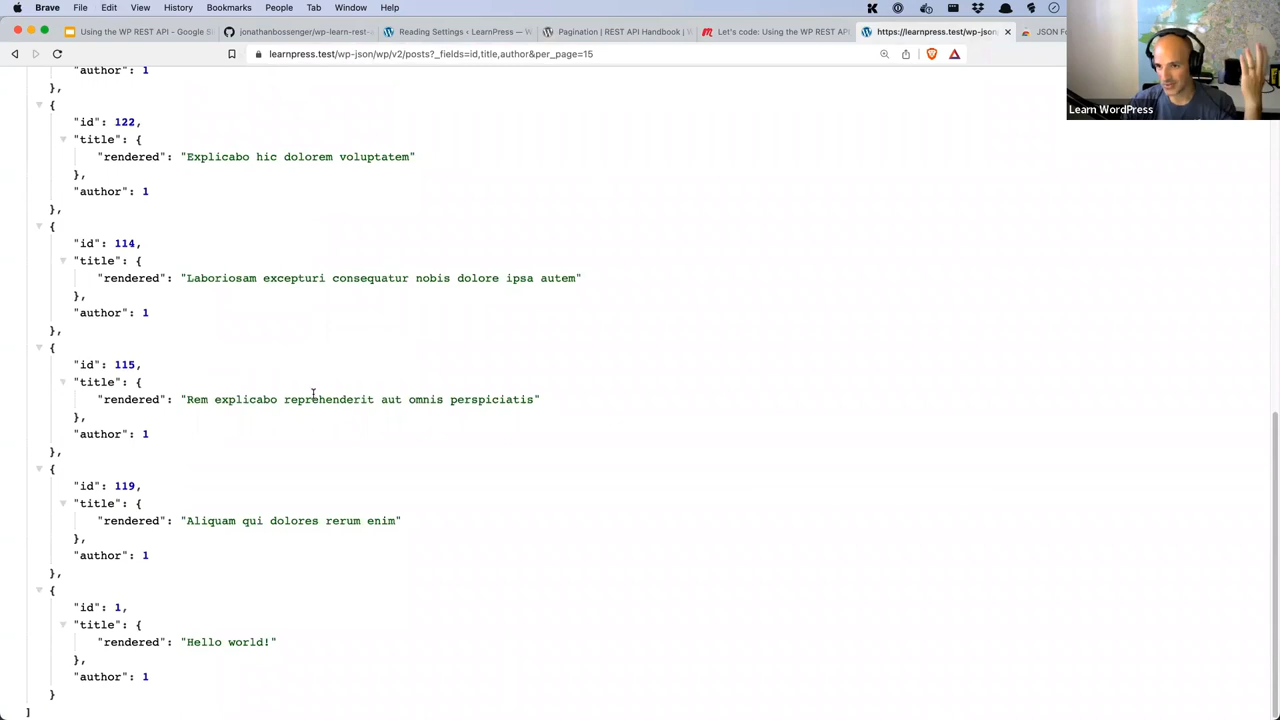 Brave File Edit View History Bookmarks People Tab Window Help
Using the WP REST API - Google Sl
jonathanbossenger/wp-learn-rest-a
Reading Settings ‹ LearnPress — W
Pagination | REST API Handbook | W
Let's code: Using the WP REST API
https://learnpress.test/wp-json
JSON Fo
learnpress.test/wp-json/wp/v2/posts?_fields=id,title,author&per_page=15
Learn WordPress
"author": 1
},
{
"id": 122,
"title": {
"rendered": "Explicabo hic dolorem voluptatem"
},
"author": 1
},
{
"id": 114,
"title": {
"rendered": "Laboriosam excepturi consequatur nobis dolore ipsa autem"
},
"author": 1
},
{
"id": 115,
"title": {
"rendered": "Rem explicabo reprehenderit aut omnis perspiciatis"
},
"author": 1
},
{
"id": 119,
"title": {
"rendered": "Aliquam qui dolores rerum enim"
},
"author": 1
},
{
"id": 1,
"title": {
"rendered": "Hello world!"
},
"author": 1
}
]